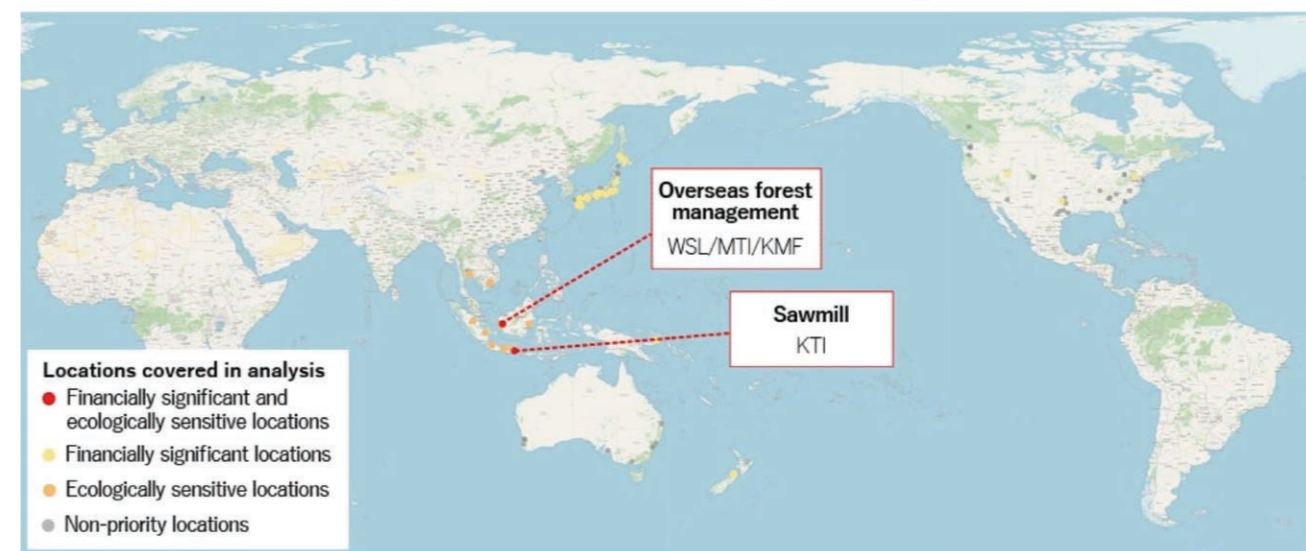 Overseas forest
management
WSL/MTI/KMF
Sawmill
KTI
Locations covered in analysis
Financially significant and
ecologically sensitive locations
Financially significant locations
Ecologically sensitive locations
Non-priority locations